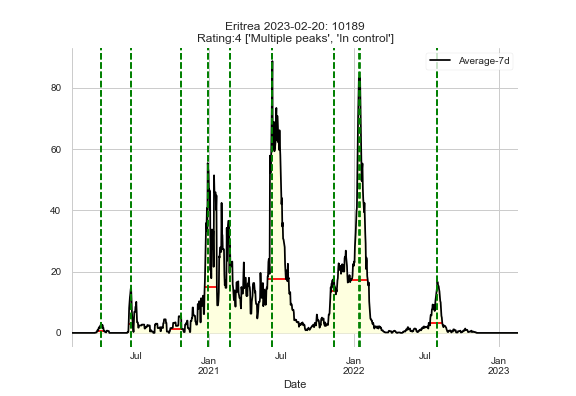 Eritrea 2023-02-20: 10189
Rating:4 ['Multiple peaks', 'In control']
Average-7d
80
60
40
20
0
Jul
Jan
2021
Jul
Jan
2022
Jul
Jan
2023
Date